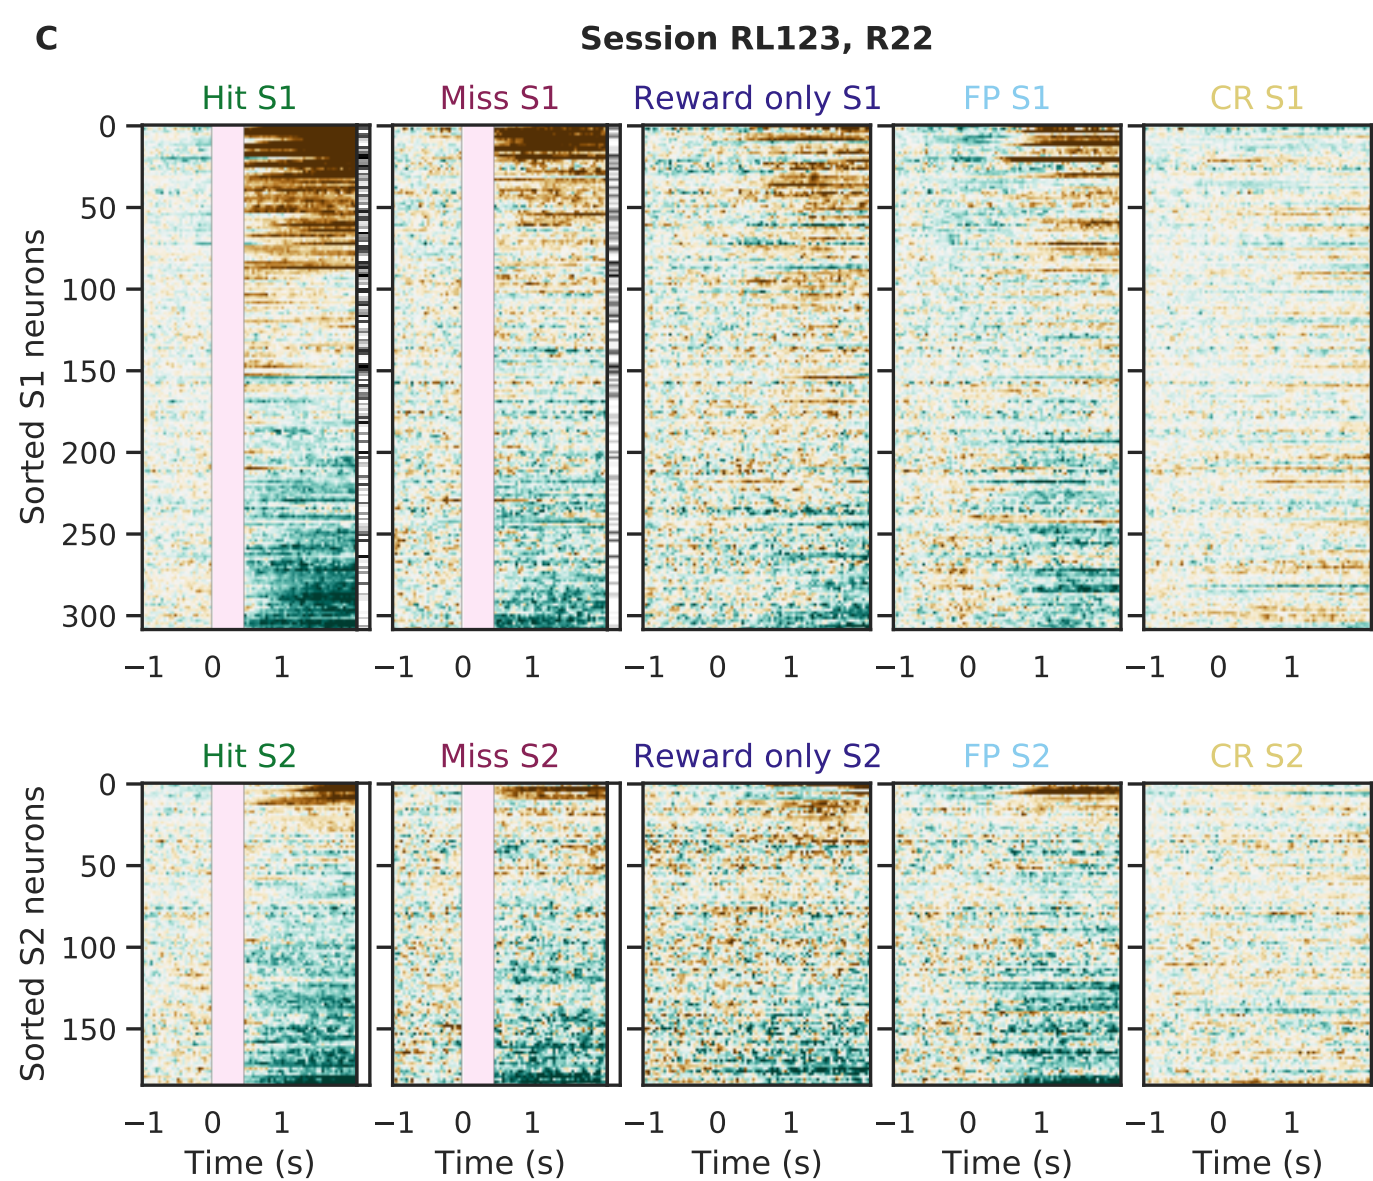 C
Session RL123, R22
Hit S1 Miss S1 Reward only S1 FP S1 CR S1
Sorted S1 neurons
0
50
100
150
200
250
300
−1 0 1 −1 0 1 −1 0 1 −1 0 1 −1 0 1
Hit S2 Miss S2 Reward only S2 FP S2 CR S2
Sorted S2 neurons
0
50
100
150
−1 0 1 −1 0 1 −1 0 1 −1 0 1 −1 0 1
Time (s) Time (s) Time (s) Time (s) Time (s)